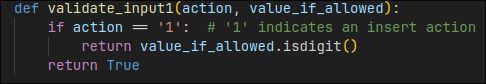 def validate_input1(action, value_if_allowed):
    if action == '1':  # '1' indicates an insert action
        return value_if_allowed.isdigit()
    return True